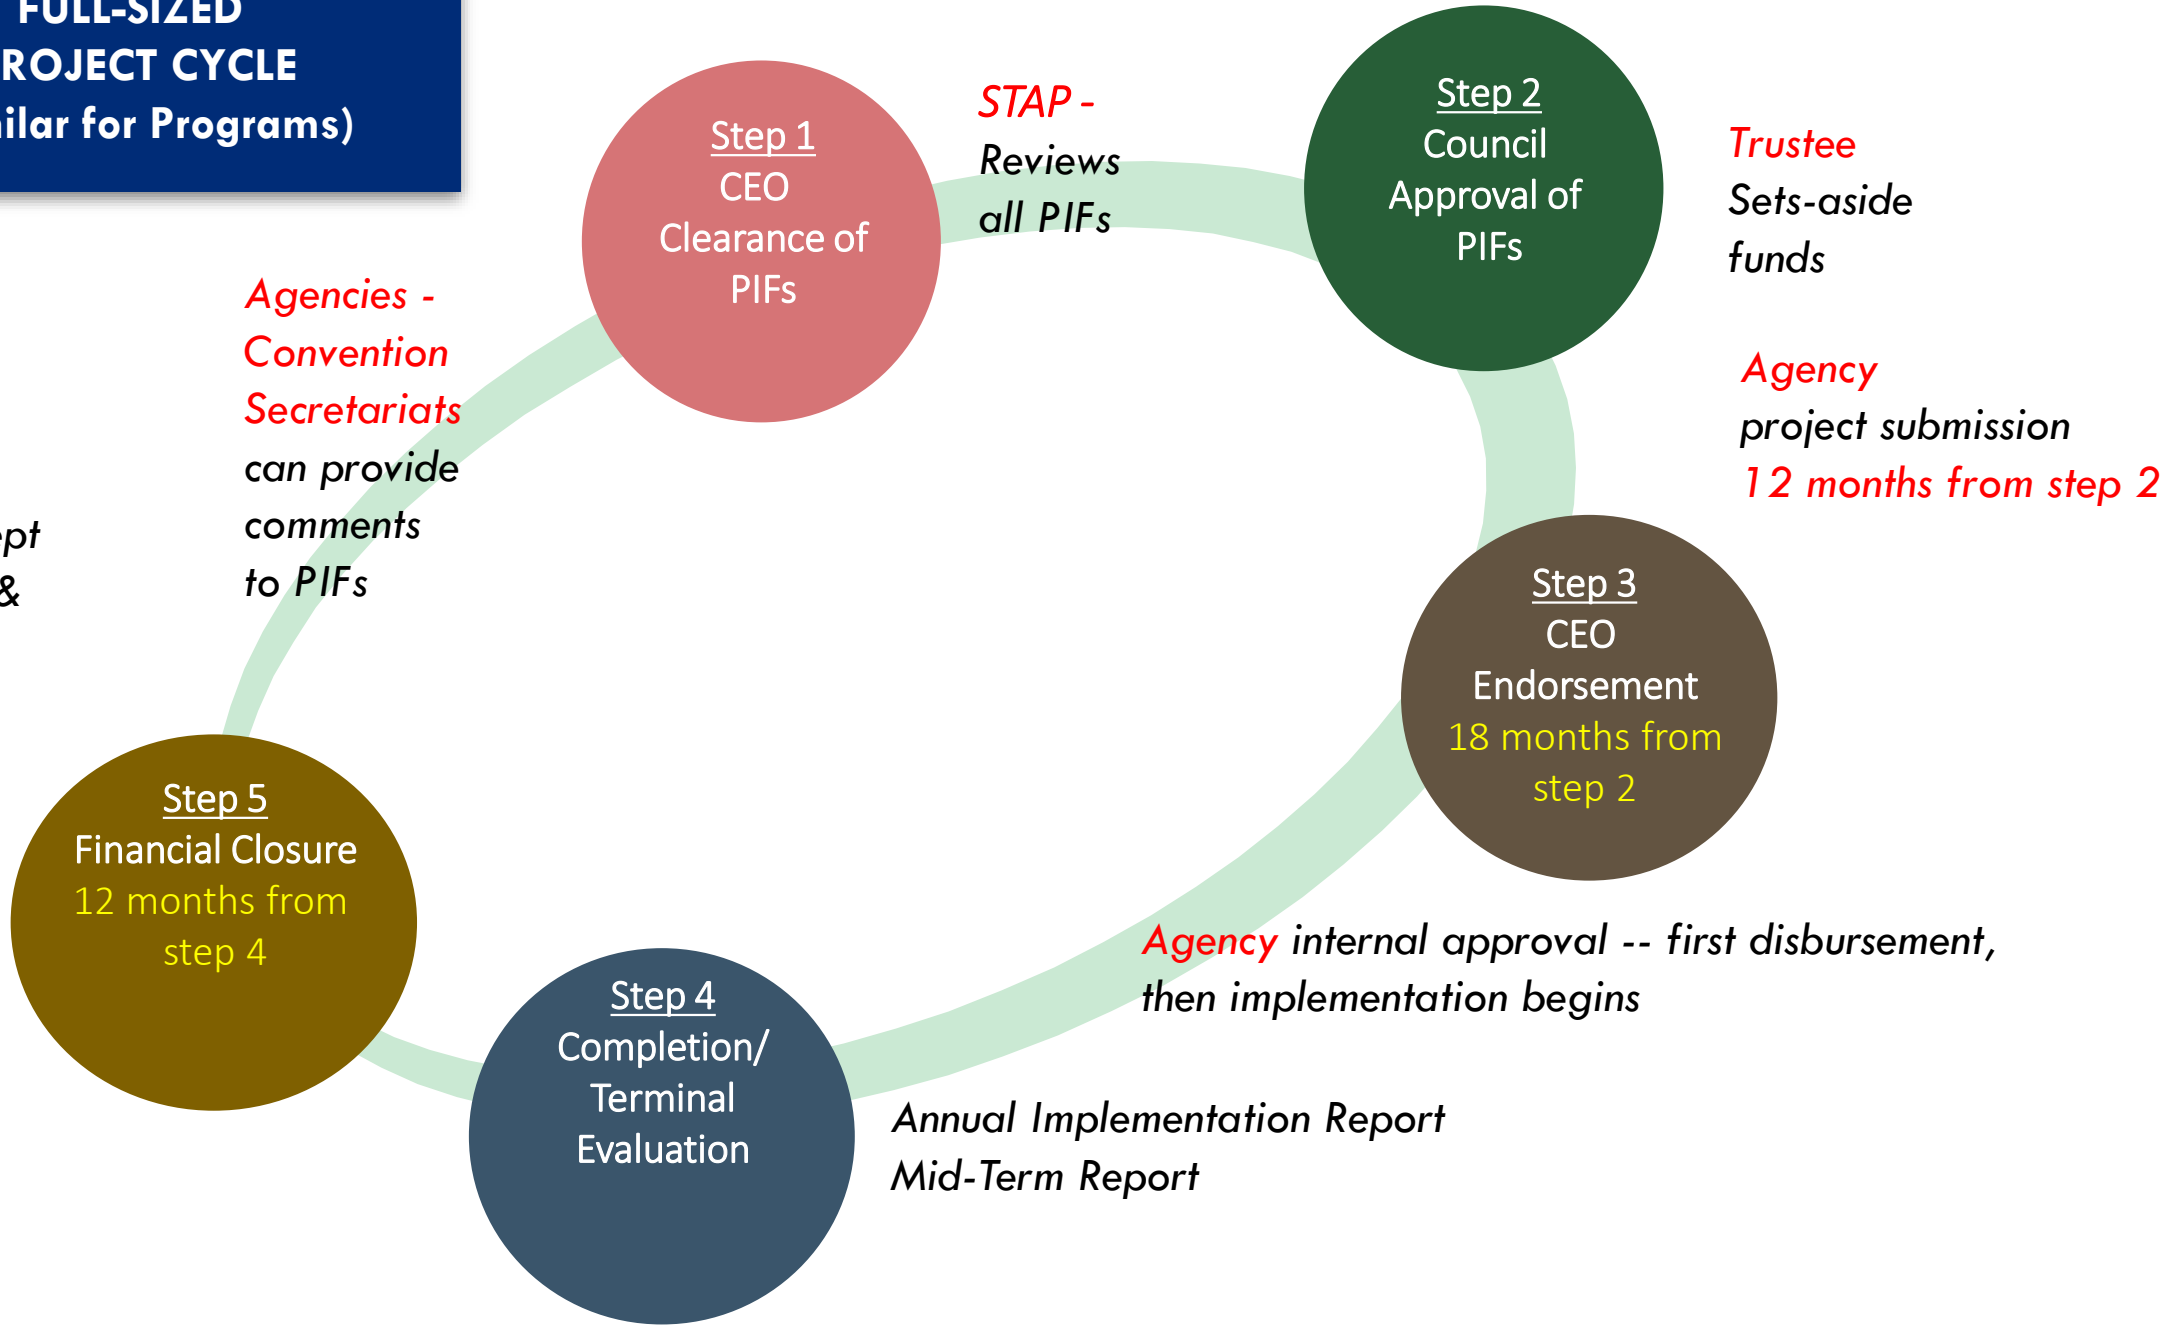 FULL-SIZED
ROJECT CYCLE
ilar for Programs)
Step 1
CEO
Clearance of
PIFs
STAP -
Reviews
all PIFs
Step 2
Council
Approval of
PIFs
Trustee
Sets-aside
funds
Agency
project submission
12 months from step 2
Agencies -
Convention
Secretariats
can provide
comments
to PIFs
ept
&
Step 3
CEO
Endorsement
18 months from
step 2
Step 5
Financial Closure
12 months from
step 4
Agency internal approval -- first disbursement,
then implementation begins
Step 4
Completion/
Terminal
Evaluation
Annual Implementation Report
Mid-Term Report